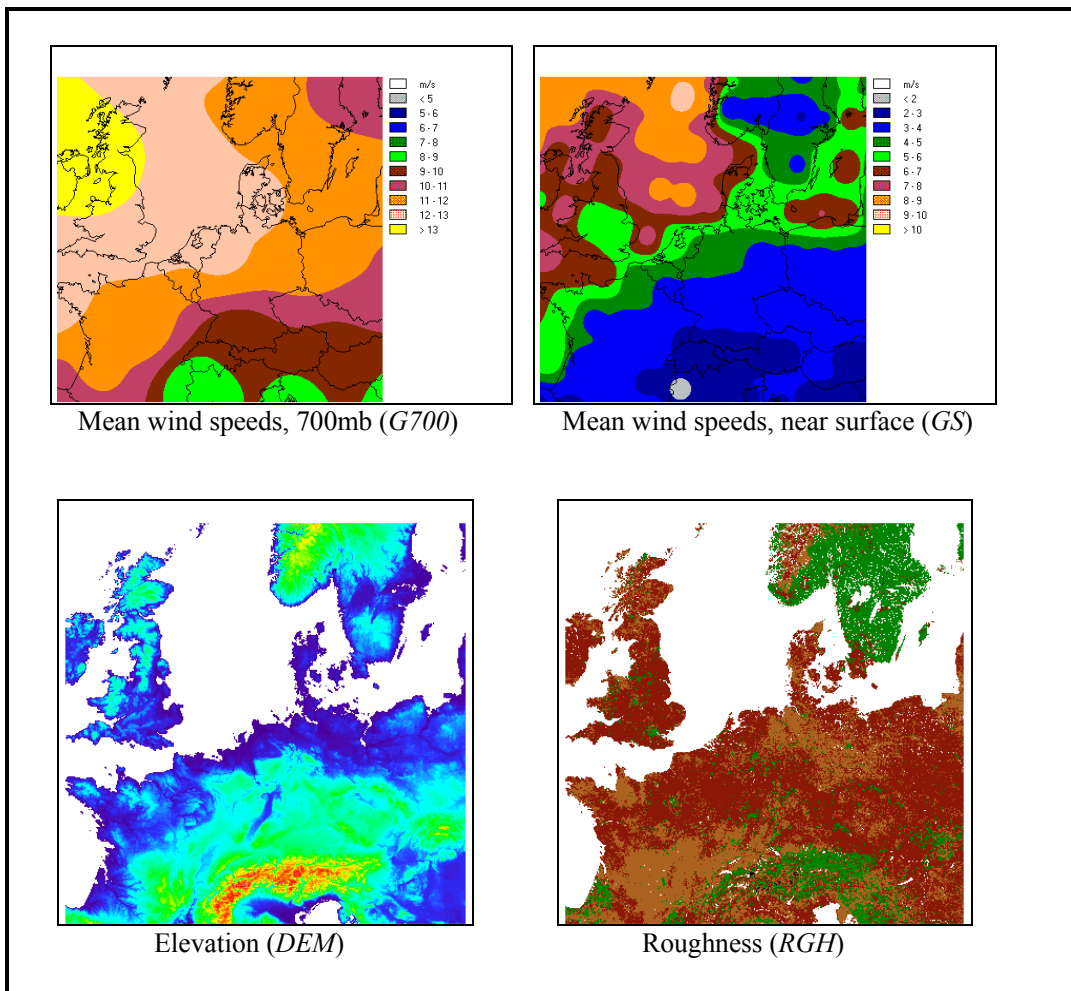 m/s
< 5
5 - 6
6 - 7
7 - 8
8 - 9
9 - 10
10 - 11
11 - 12
12 - 13
> 13
Mean wind speeds, 700mb (G700)
m/s
< 2
2 - 3
3 - 4
4 - 5
5 - 6
6 - 7
7 - 8
8 - 9
9 - 10
> 10
Mean wind speeds, near surface (GS)
Elevation (DEM)
Roughness (RGH)